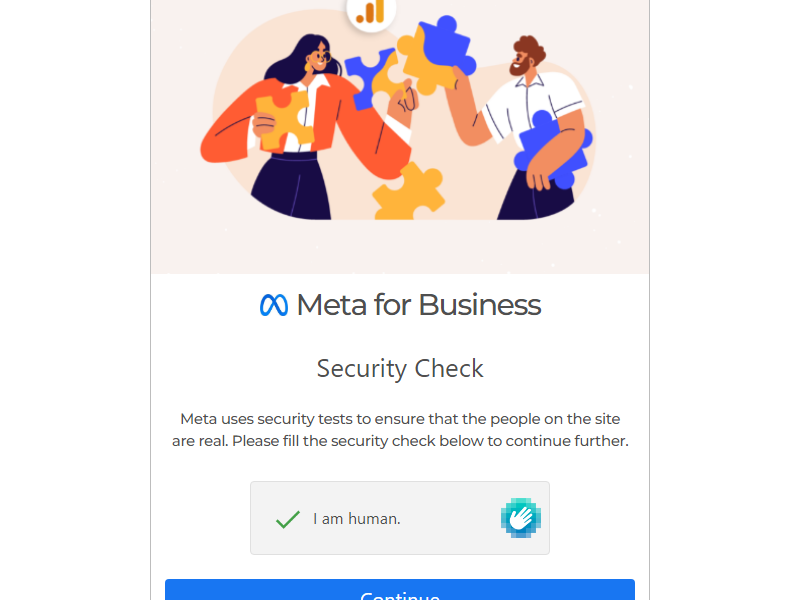 Meta for Business
Security Check
Meta uses security tests to ensure that the people on the site
are real. Please fill the security check below to continue further.
I am human.
Continue